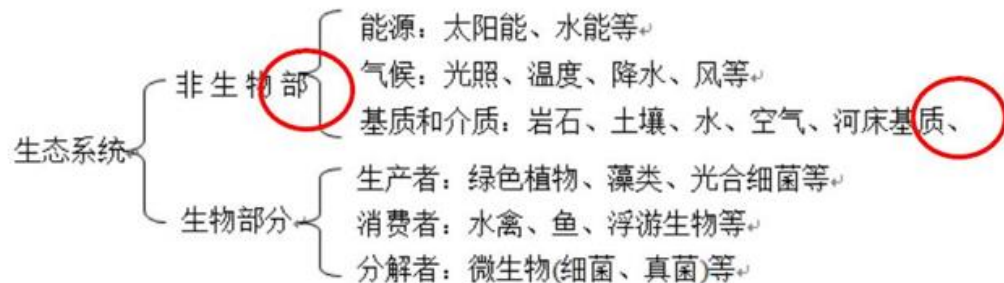 能源：太阳能、水能等
气候：光照、温度、降水、风等
非生物部
基质和介质：岩石、土壤、水、空气、河床基质、
生态系统
生产者：绿色植物、藻类、光合细菌等
生物部分
消费者：水禽、鱼、浮游生物等
分解者：微生物(细菌、真菌)等